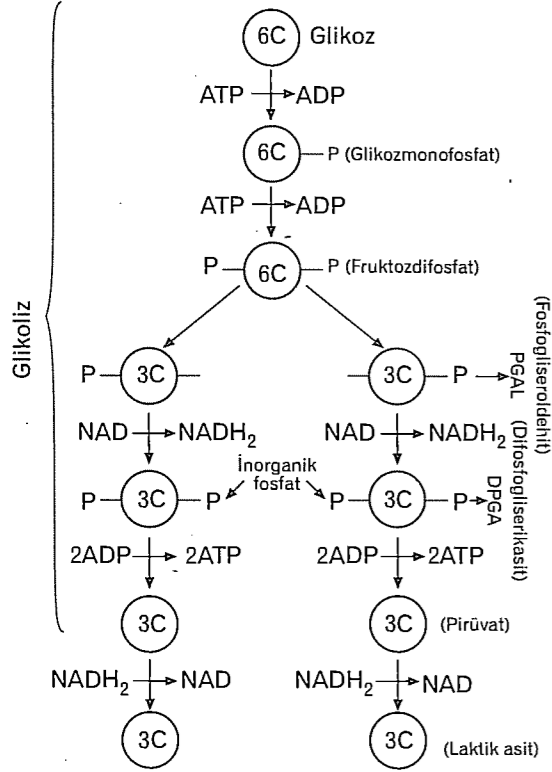 6C Glikoz
ATP ADP
6C P (Glikozmonofosfat)
ATP ADP
P 6C P (Fruktozdifosfat)
Glikoliz
P 3C
3C P
PGAL
(Fosfogliseroldehit)
NAD NADH₂
NAD NADH₂
İnorganik
fosfat
P 3C P
P 3C P
DPGA
(Difosfogliserikasit)
2ADP 2ATP
2ADP 2ATP
3C
3C (Pirüvat)
NADH₂ NAD
NADH₂ NAD
3C
3C (Laktik asit)